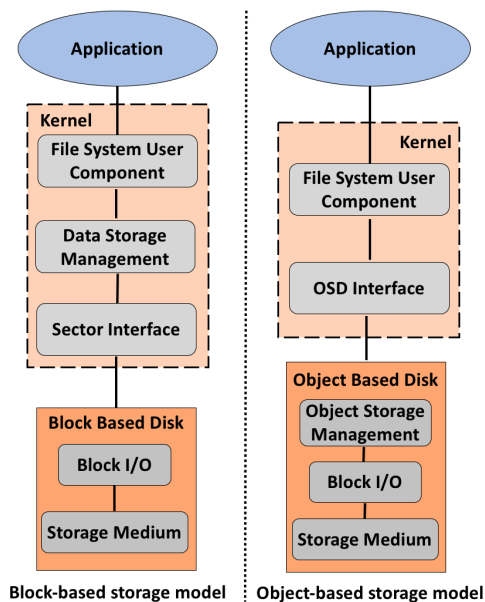 Application
Kernel
File System User
Component
Data Storage
Management
Sector Interface
Block Based Disk
Block I/O
Storage Medium
Block-based storage model
Application
Kernel
File System User
Component
OSD Interface
Object Based Disk
Object Storage
Management
Block I/O
Storage Medium
Object-based storage model